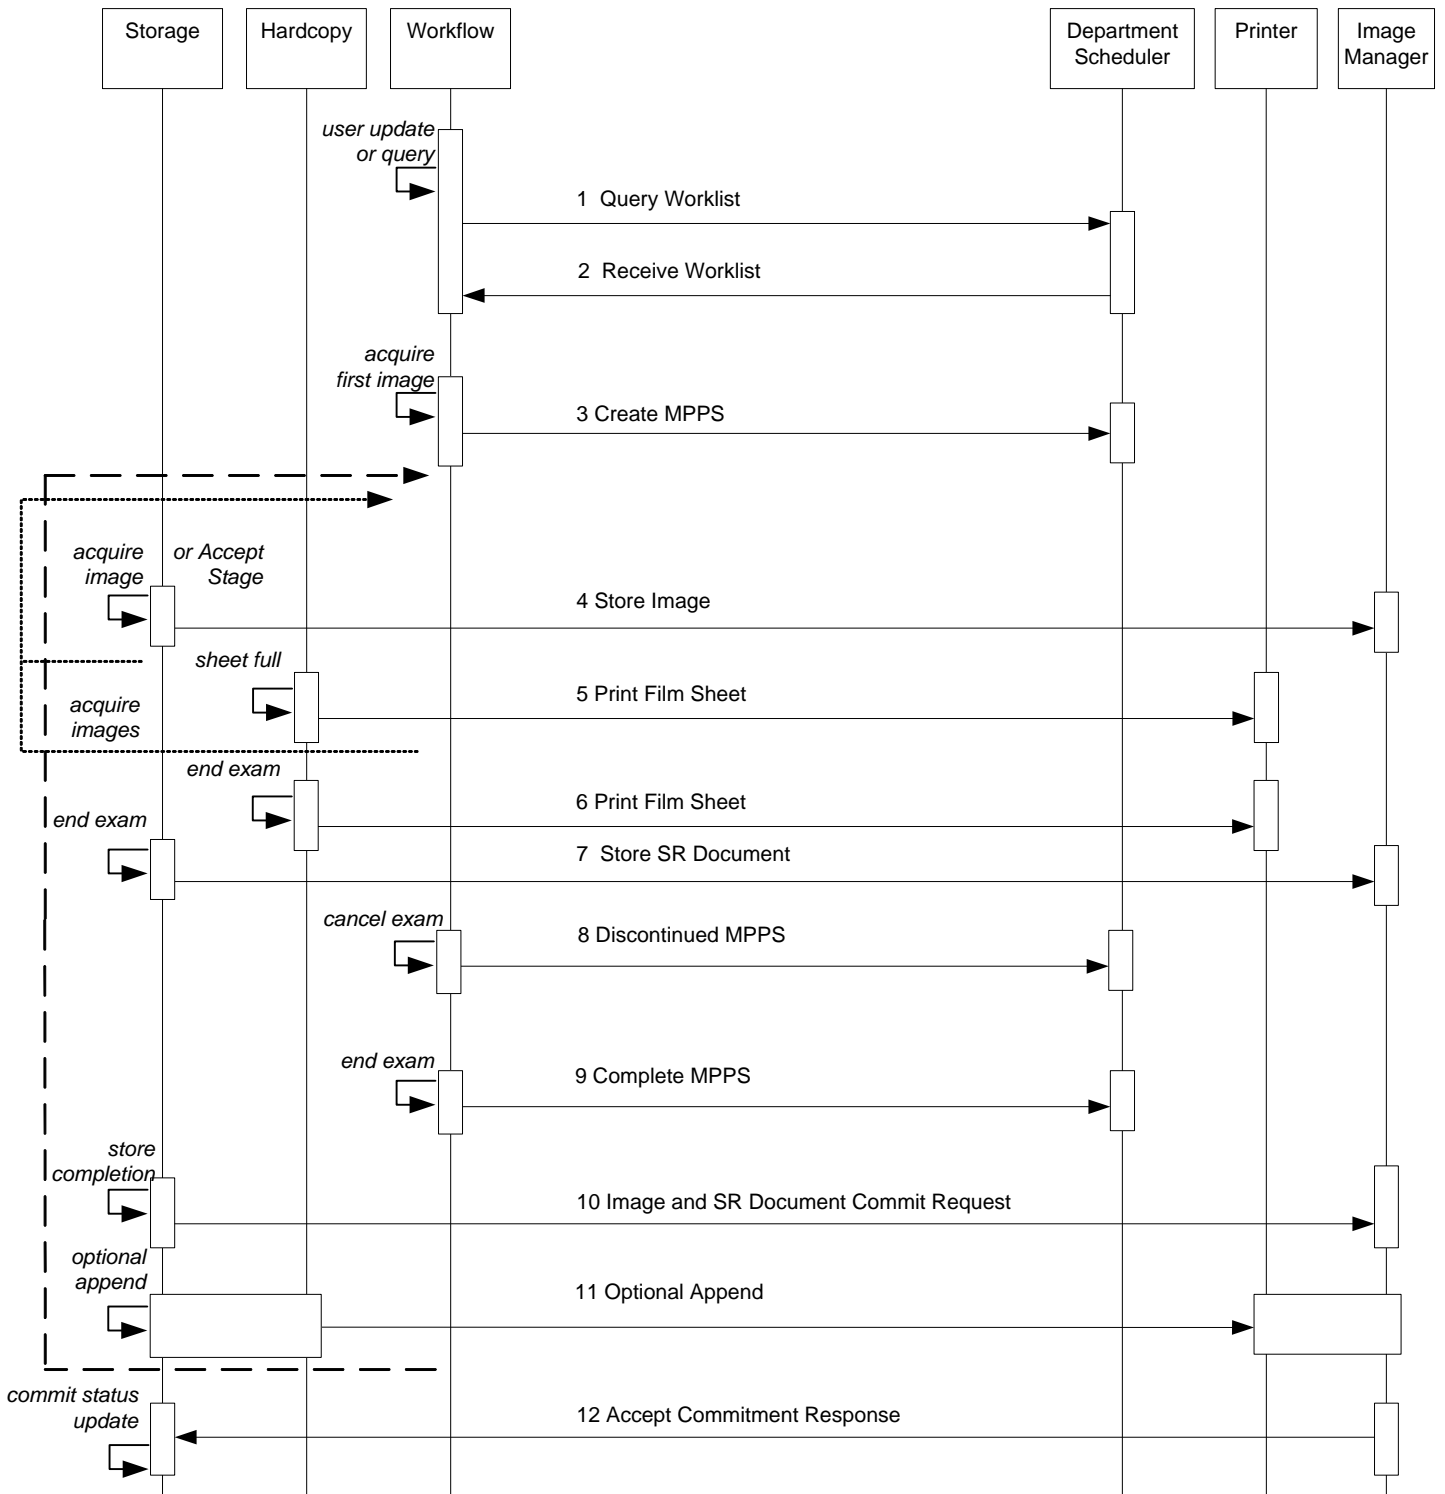 Storage
Hardcopy
Workflow
Department
Scheduler
Printer
Image
Manager
user update
or query
1 Query Worklist
2 Receive Worklist
acquire
first image
3 Create MPPS
acquire
image
or Accept
Stage
4 Store Image
sheet full
5 Print Film Sheet
acquire
images
end exam
6 Print Film Sheet
end exam
7 Store SR Document
cancel exam
8 Discontinued MPPS
end exam
9 Complete MPPS
store
completion
10 Image and SR Document Commit Request
optional
append
11 Optional Append
commit status
update
12 Accept Commitment Response